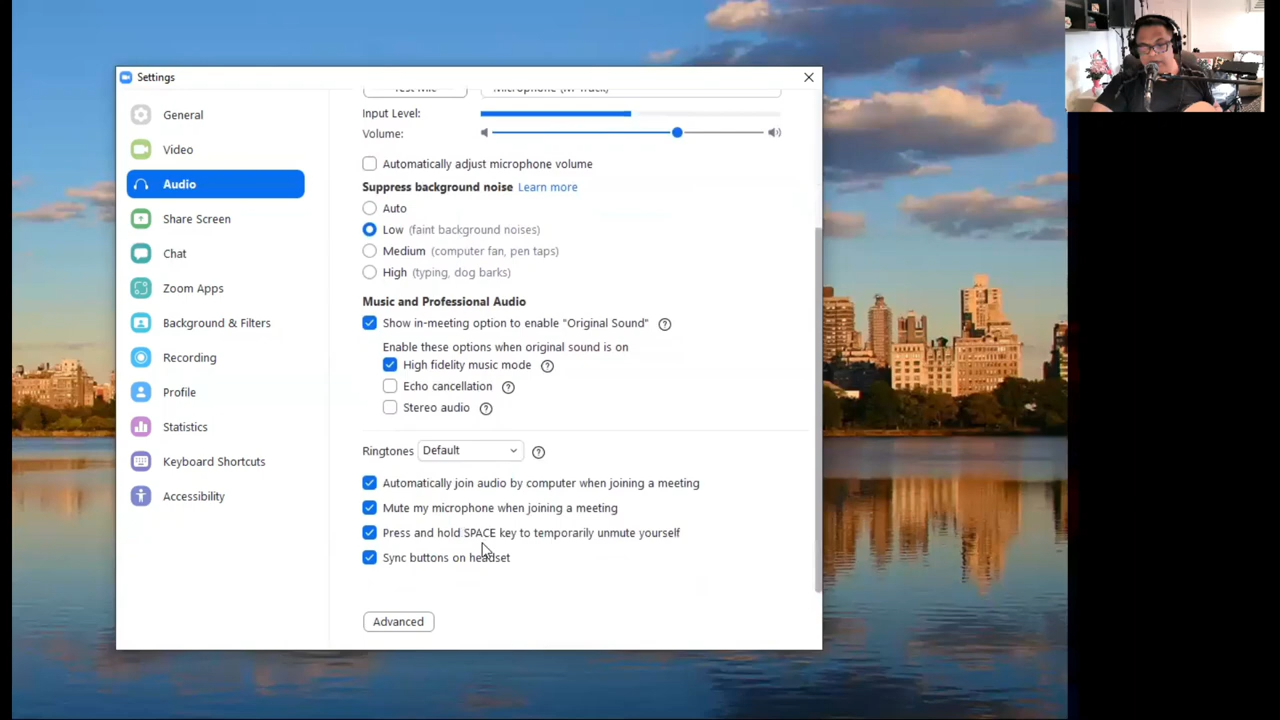 Settings
General
Video
Audio
Share Screen
Chat
Zoom Apps
Background & Filters
Recording
Profile
Statistics
Keyboard Shortcuts
Accessibility
Test Mic
Microphone (M-Track)
Input Level:
Volume:
Automatically adjust microphone volume
Suppress background noise Learn more
Auto
Low (faint background noises)
Medium (computer fan, pen taps)
High (typing, dog barks)
Music and Professional Audio
Show in-meeting option to enable "Original Sound" ?
Enable these options when original sound is on
High fidelity music mode ?
Echo cancellation ?
Stereo audio ?
Ringtones Default ?
Automatically join audio by computer when joining a meeting
Mute my microphone when joining a meeting
Press and hold SPACE key to temporarily unmute yourself
Sync buttons on headset
Advanced